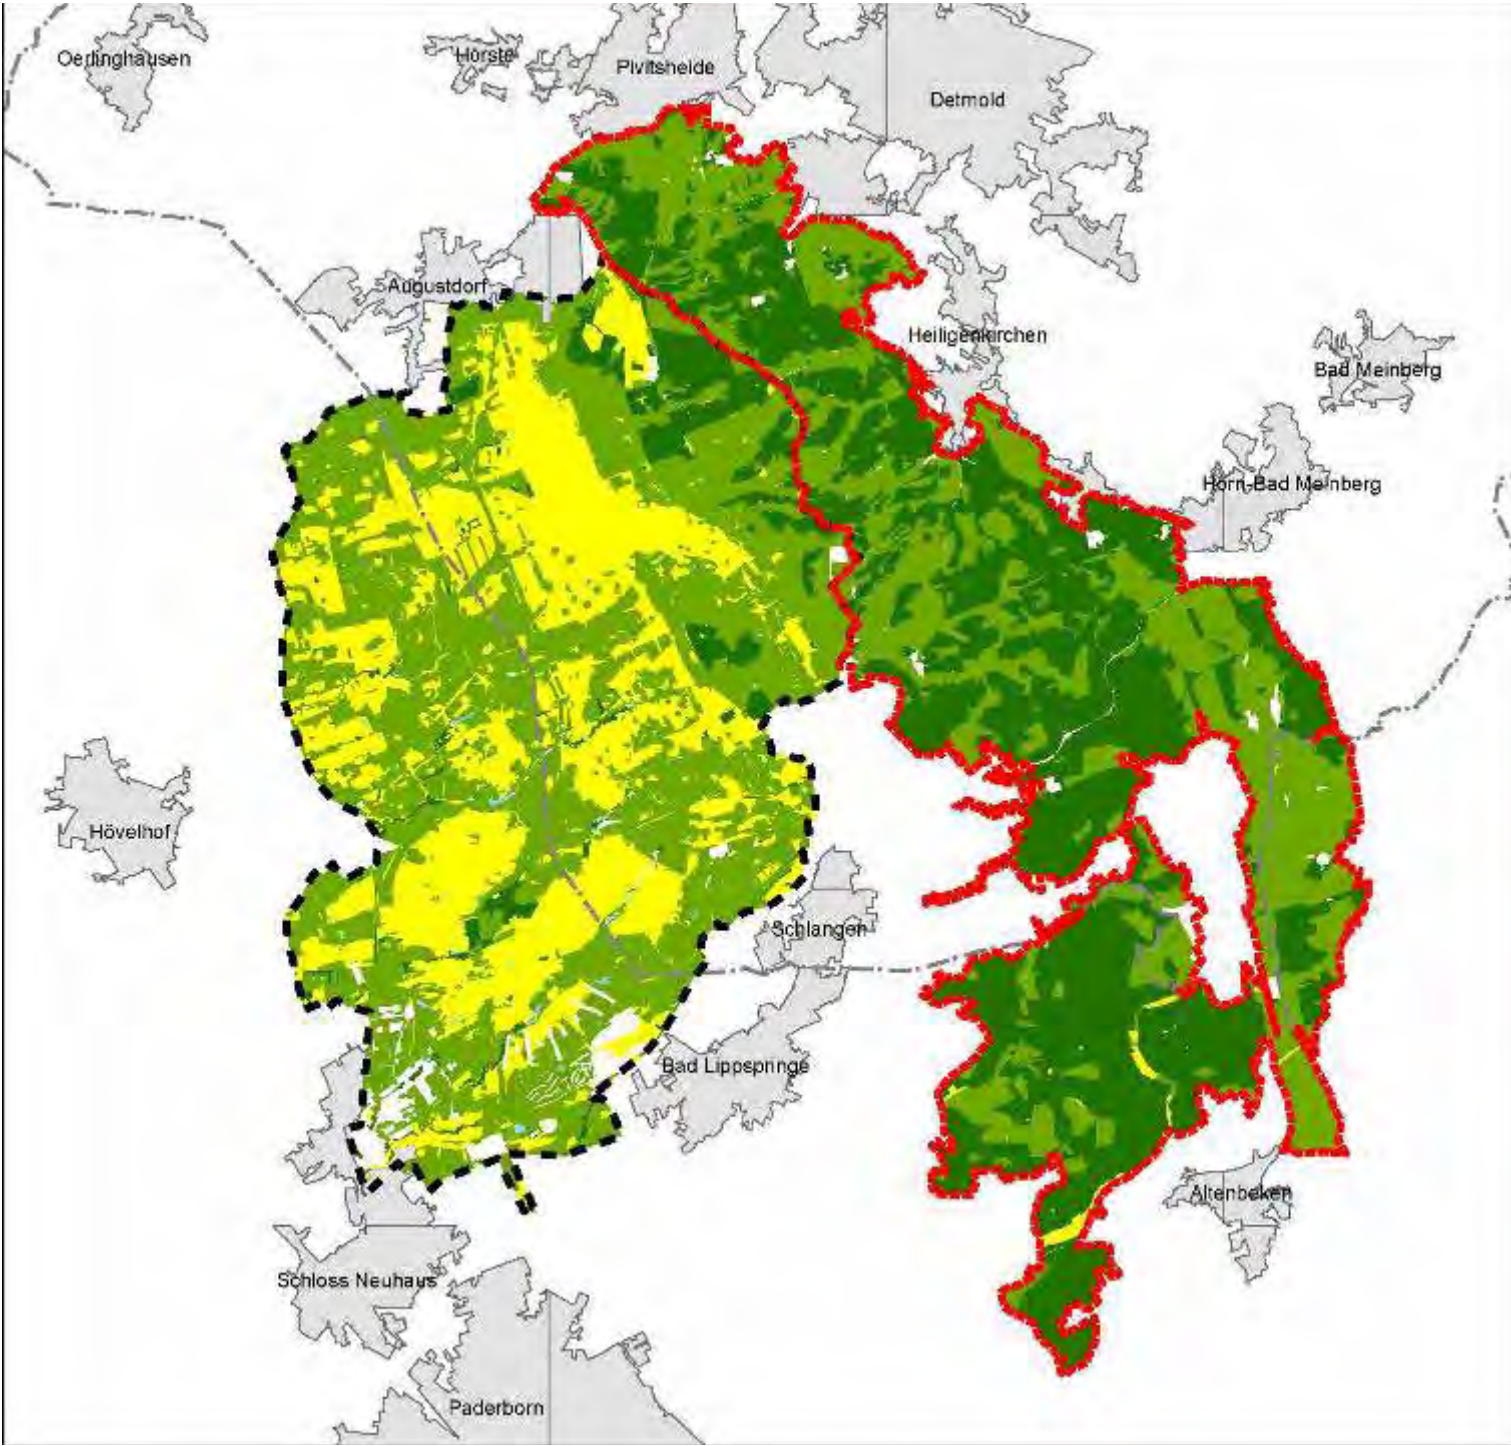 Oerlinghausen
Hörste
Pivitsheide
Detmold
Augustdorf
Heiligenkirchen
Bad Meinberg
Horn-Bad Meinberg
Hövelhof
Schlangen
Bad Lippspringe
Altenbeken
Schloss Neuhaus
Paderborn